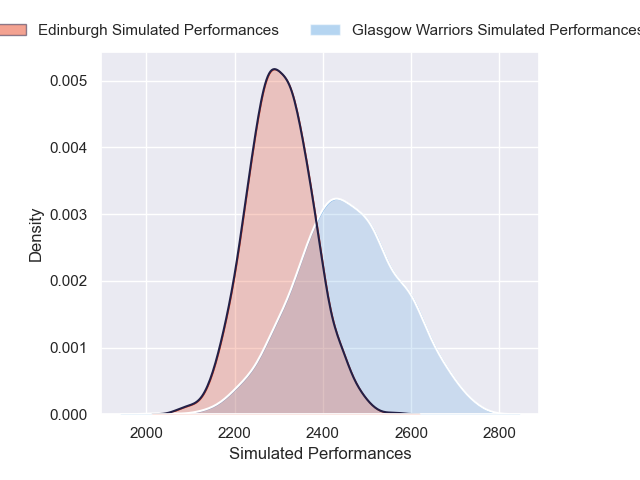 Edinburgh Simulated Performances
Glasgow Warriors Simulated Performances
0.005
0.004
0.003
0.002
0.001
0.000
Density
2000 2200 2400 2600 2800
Simulated Performances